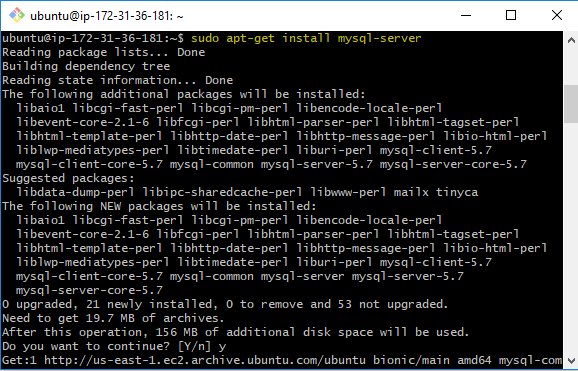 ubuntu@ip-172-31-36-181: ~
ubuntu@ip-172-31-36-181:~$ sudo apt-get install mysql-server
Reading package lists... Done
Building dependency tree
Reading state information... Done
The following additional packages will be installed:
  libaio1 libcgi-fast-perl libcgi-pm-perl libencode-locale-perl
  libevent-core-2.1-6 libfcgi-perl libhtml-parser-perl libhtml-tagset-perl
  libhtml-template-perl libhttp-date-perl libhttp-message-perl libio-html-perl
  liblwp-mediatypes-perl libtimedate-perl liburi-perl mysql-client-5.7
  mysql-client-core-5.7 mysql-common mysql-server-5.7 mysql-server-core-5.7
Suggested packages:
  libdata-dump-perl libipc-sharedcache-perl libwww-perl mailx tinyca
The following NEW packages will be installed:
  libaio1 libcgi-fast-perl libcgi-pm-perl libencode-locale-perl
  libevent-core-2.1-6 libfcgi-perl libhtml-parser-perl libhtml-tagset-perl
  libhtml-template-perl libhttp-date-perl libhttp-message-perl libio-html-perl
  liblwp-mediatypes-perl libtimedate-perl liburi-perl mysql-client-5.7
  mysql-client-core-5.7 mysql-common mysql-server mysql-server-5.7
  mysql-server-core-5.7
0 upgraded, 21 newly installed, 0 to remove and 53 not upgraded.
Need to get 19.7 MB of archives.
After this operation, 156 MB of additional disk space will be used.
Do you want to continue? [Y/n] y
Get:1 http://us-east-1.ec2.archive.ubuntu.com/ubuntu bionic/main amd64 mysql-com